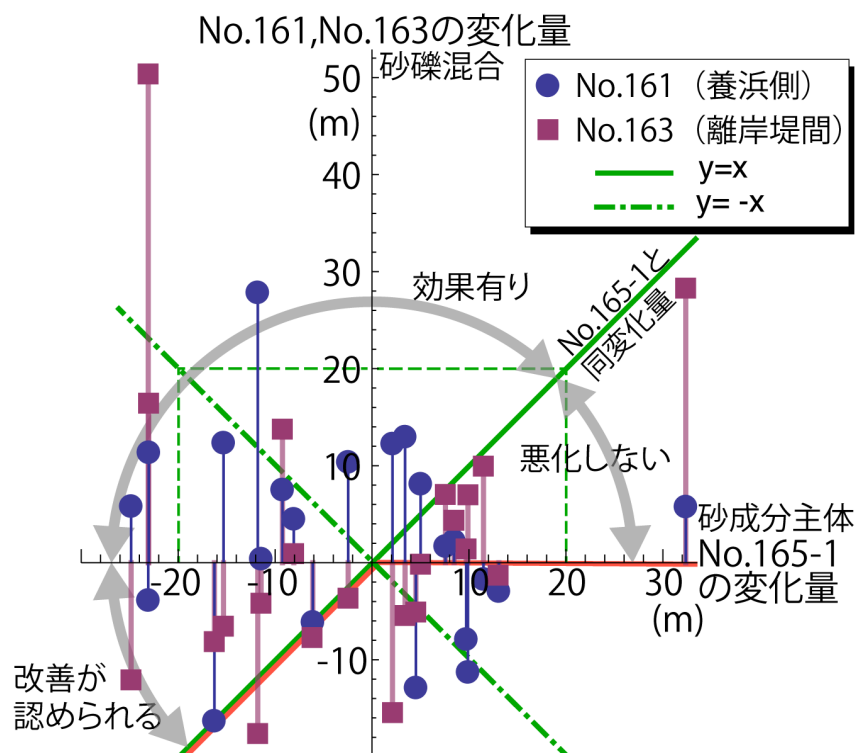 No.161,No.163の変化量
砂礫混合
50
(m)
40
30
20
10
-10
No.161（養浜側）
No.163（離岸堤間）
y=x
y= -x
効果有り
No.165-1と
同変化量
悪化しない
-20
-10
10
20
30
(m)
砂成分主体
No.165-1
の変化量
改善が
認められる